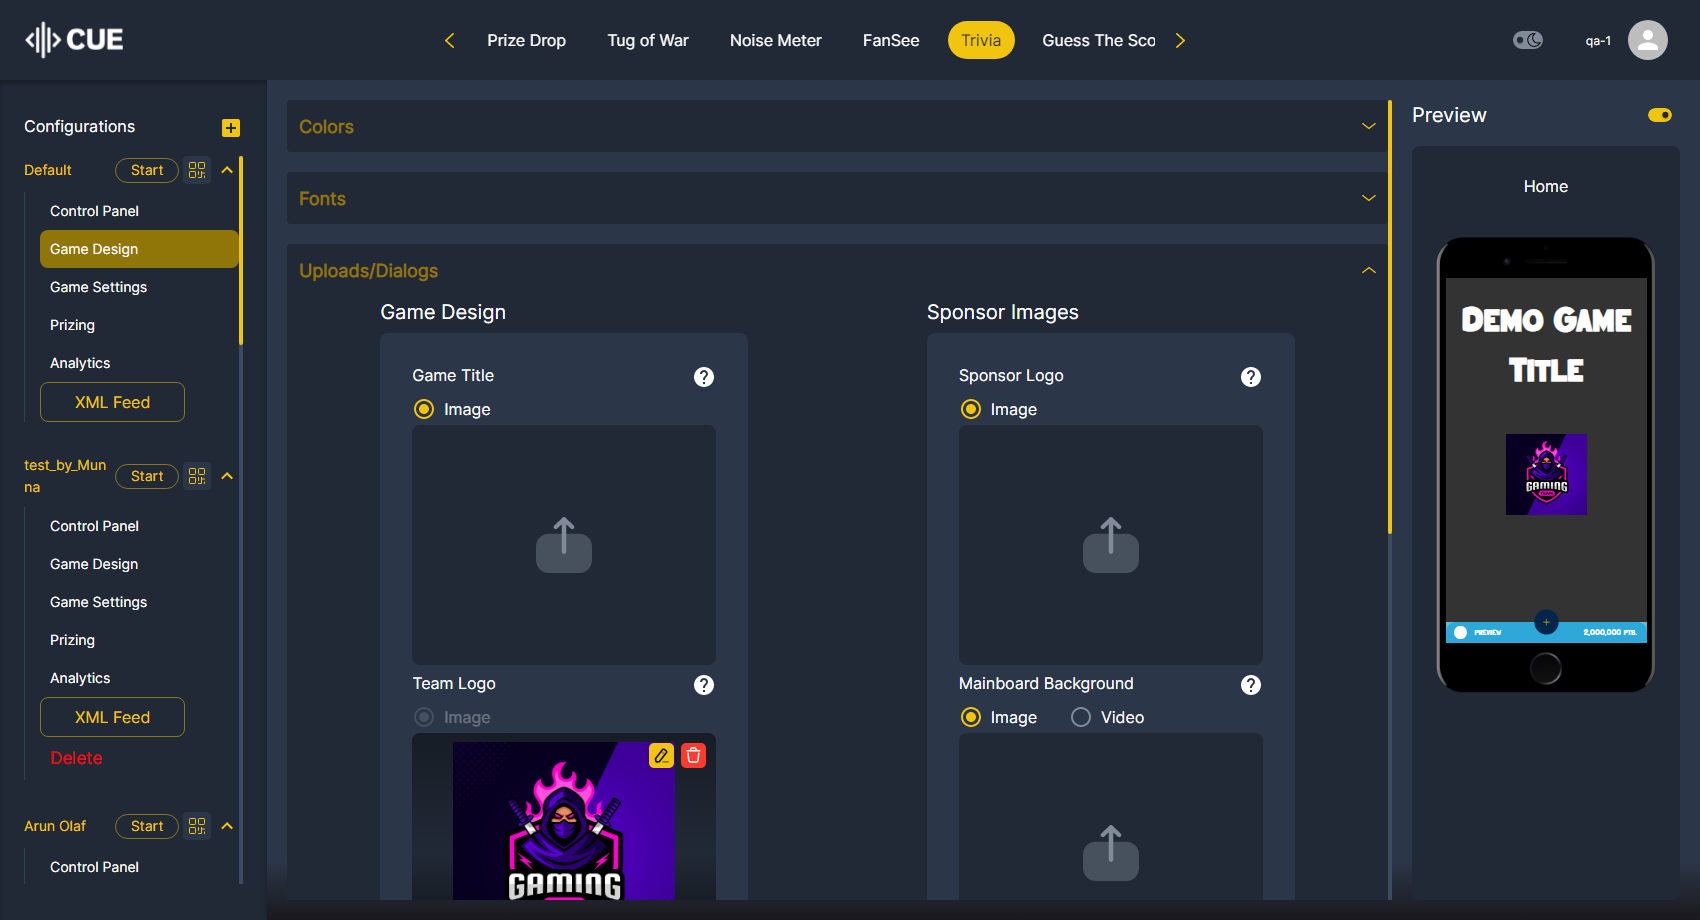 CUE
Prize Drop
Tug of War
Noise Meter
FanSee
Trivia
Guess The Sco
qa-1
Configurations
Default
Start
Control Panel
Game Design
Game Settings
Prizing
Analytics
XML Feed
test_by_Mun
na
Start
Control Panel
Game Design
Game Settings
Prizing
Analytics
XML Feed
Delete
Arun Olaf
Start
Control Panel
Colors
Fonts
Uploads/Dialogs
Game Design
Game Title
Image
Team Logo
Image
GAMING
Sponsor Images
Sponsor Logo
Image
Mainboard Background
Image
Video
Preview
Home
Demo Game
Title
GAMING
TEAM
PREVIEW
2,000,000 PTS.